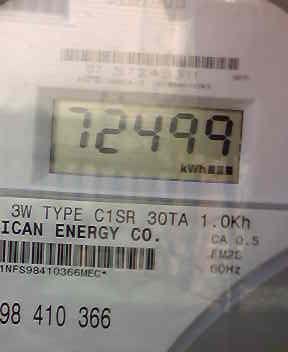 72499
kWh
3W TYPE C1SR 30TA 1.0Kh
ICAN ENERGY CO.
CA 0.5
FM2S
60Hz
1NFS98410366MEC*
98 410 366